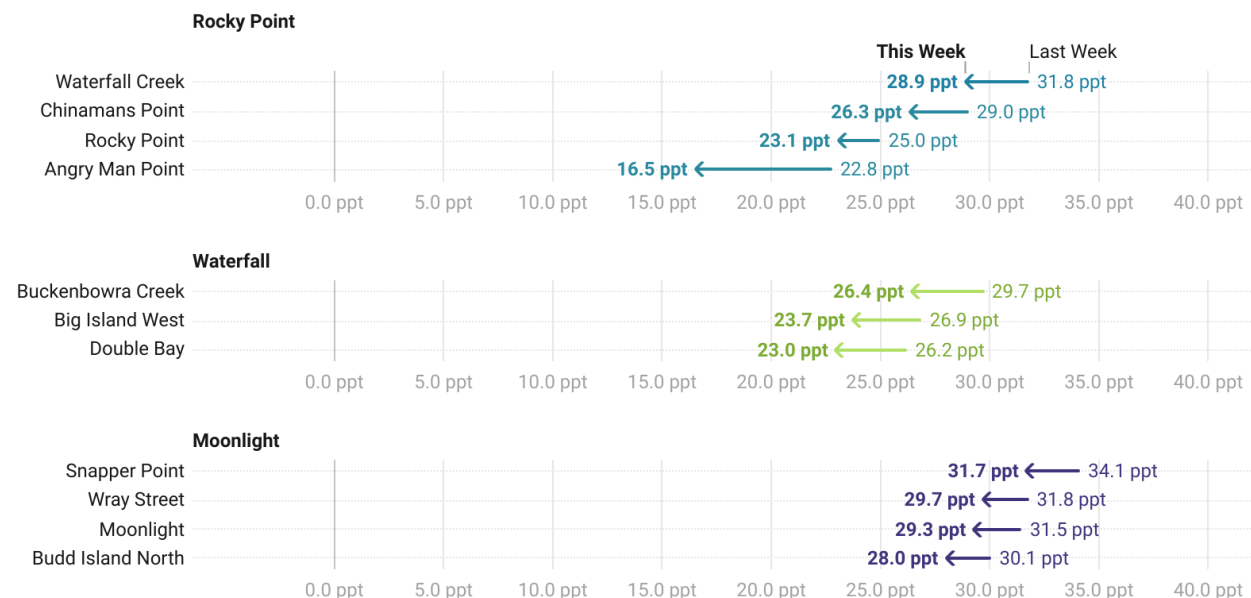 Rocky Point
This Week Last Week
Waterfall Creek 28.9 ppt 31.8 ppt
Chinamans Point 26.3 ppt 29.0 ppt
Rocky Point 23.1 ppt 25.0 ppt
Angry Man Point 16.5 ppt 22.8 ppt
0.0 ppt 5.0 ppt 10.0 ppt 15.0 ppt 20.0 ppt 25.0 ppt 30.0 ppt 35.0 ppt 40.0 ppt
Waterfall
Buckenbowra Creek 26.4 ppt 29.7 ppt
Big Island West 23.7 ppt 26.9 ppt
Double Bay 23.0 ppt 26.2 ppt
0.0 ppt 5.0 ppt 10.0 ppt 15.0 ppt 20.0 ppt 25.0 ppt 30.0 ppt 35.0 ppt 40.0 ppt
Moonlight
Snapper Point 31.7 ppt 34.1 ppt
Wray Street 29.7 ppt 31.8 ppt
Moonlight 29.3 ppt 31.5 ppt
Budd Island North 28.0 ppt 30.1 ppt
0.0 ppt 5.0 ppt 10.0 ppt 15.0 ppt 20.0 ppt 25.0 ppt 30.0 ppt 35.0 ppt 40.0 ppt